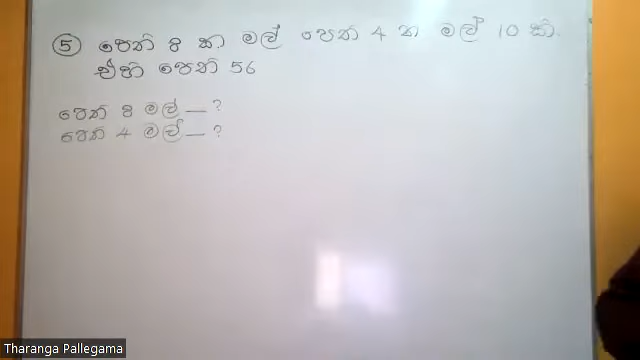 5 පෙති 8 ක මල් පෙති 4 ක මල් 10 කි.
එහි පෙති 56
පෙති 8 මල් — ?
පෙති 4 මල් — ?
Tharanga Pallegama